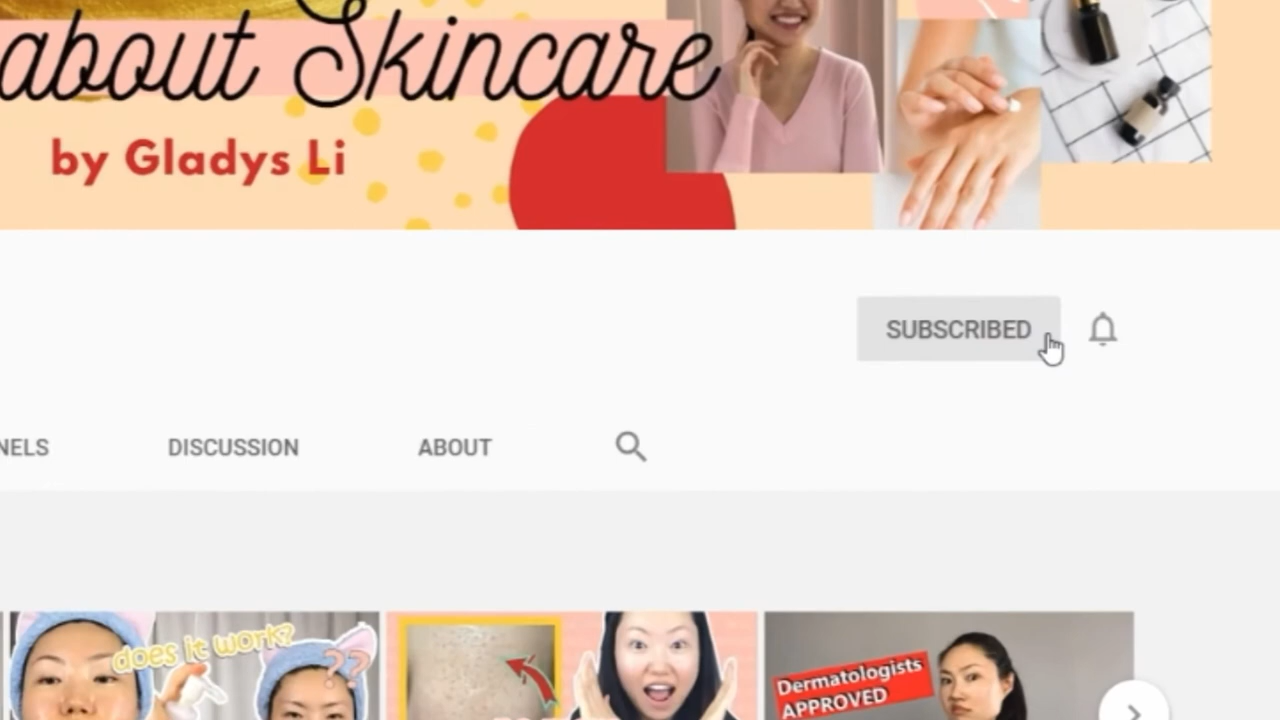 about Skincare
by Gladys Li
SUBSCRIBED
NELS
DISCUSSION
ABOUT
does it work?
??
Dermatologists
APPROVED